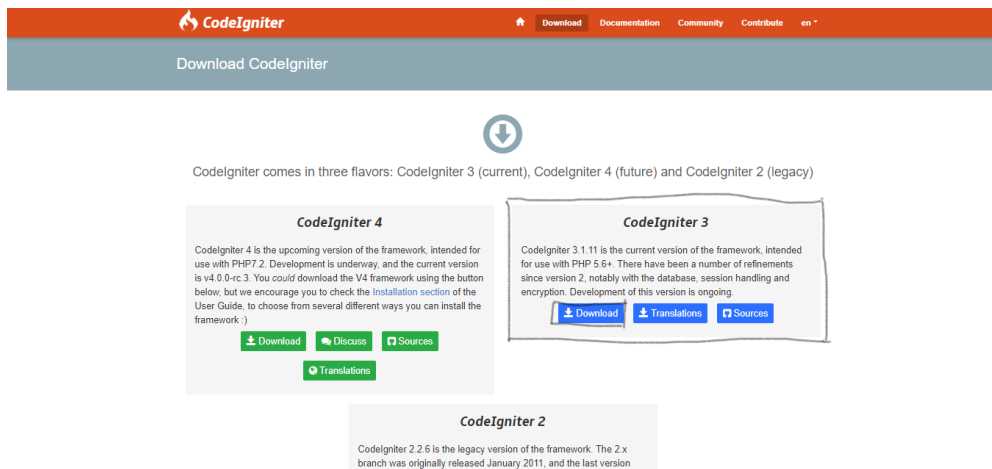 CodeIgniter
Download Documentation Community Contribute en
Download CodeIgniter
CodeIgniter comes in three flavors: CodeIgniter 3 (current), CodeIgniter 4 (future) and CodeIgniter 2 (legacy)
CodeIgniter 4
CodeIgniter 4 is the upcoming version of the framework, intended for
use with PHP7.2. Development is underway, and the current version
is v4.0.0-rc.3. You could download the V4 framework using the button
below, but we encourage you to check the Installation section of the
User Guide, to choose from several different ways you can install the
framework :)
Download Discuss Sources
Translations
CodeIgniter 3
CodeIgniter 3.1.11 is the current version of the framework, intended
for use with PHP 5.6+. There have been a number of refinements
since version 2, notably with the database, session handling and
encryption. Development of this version is ongoing.
Download Translations Sources
CodeIgniter 2
CodeIgniter 2.2.6 is the legacy version of the framework. The 2.x
branch was originally released January 2011, and the last version